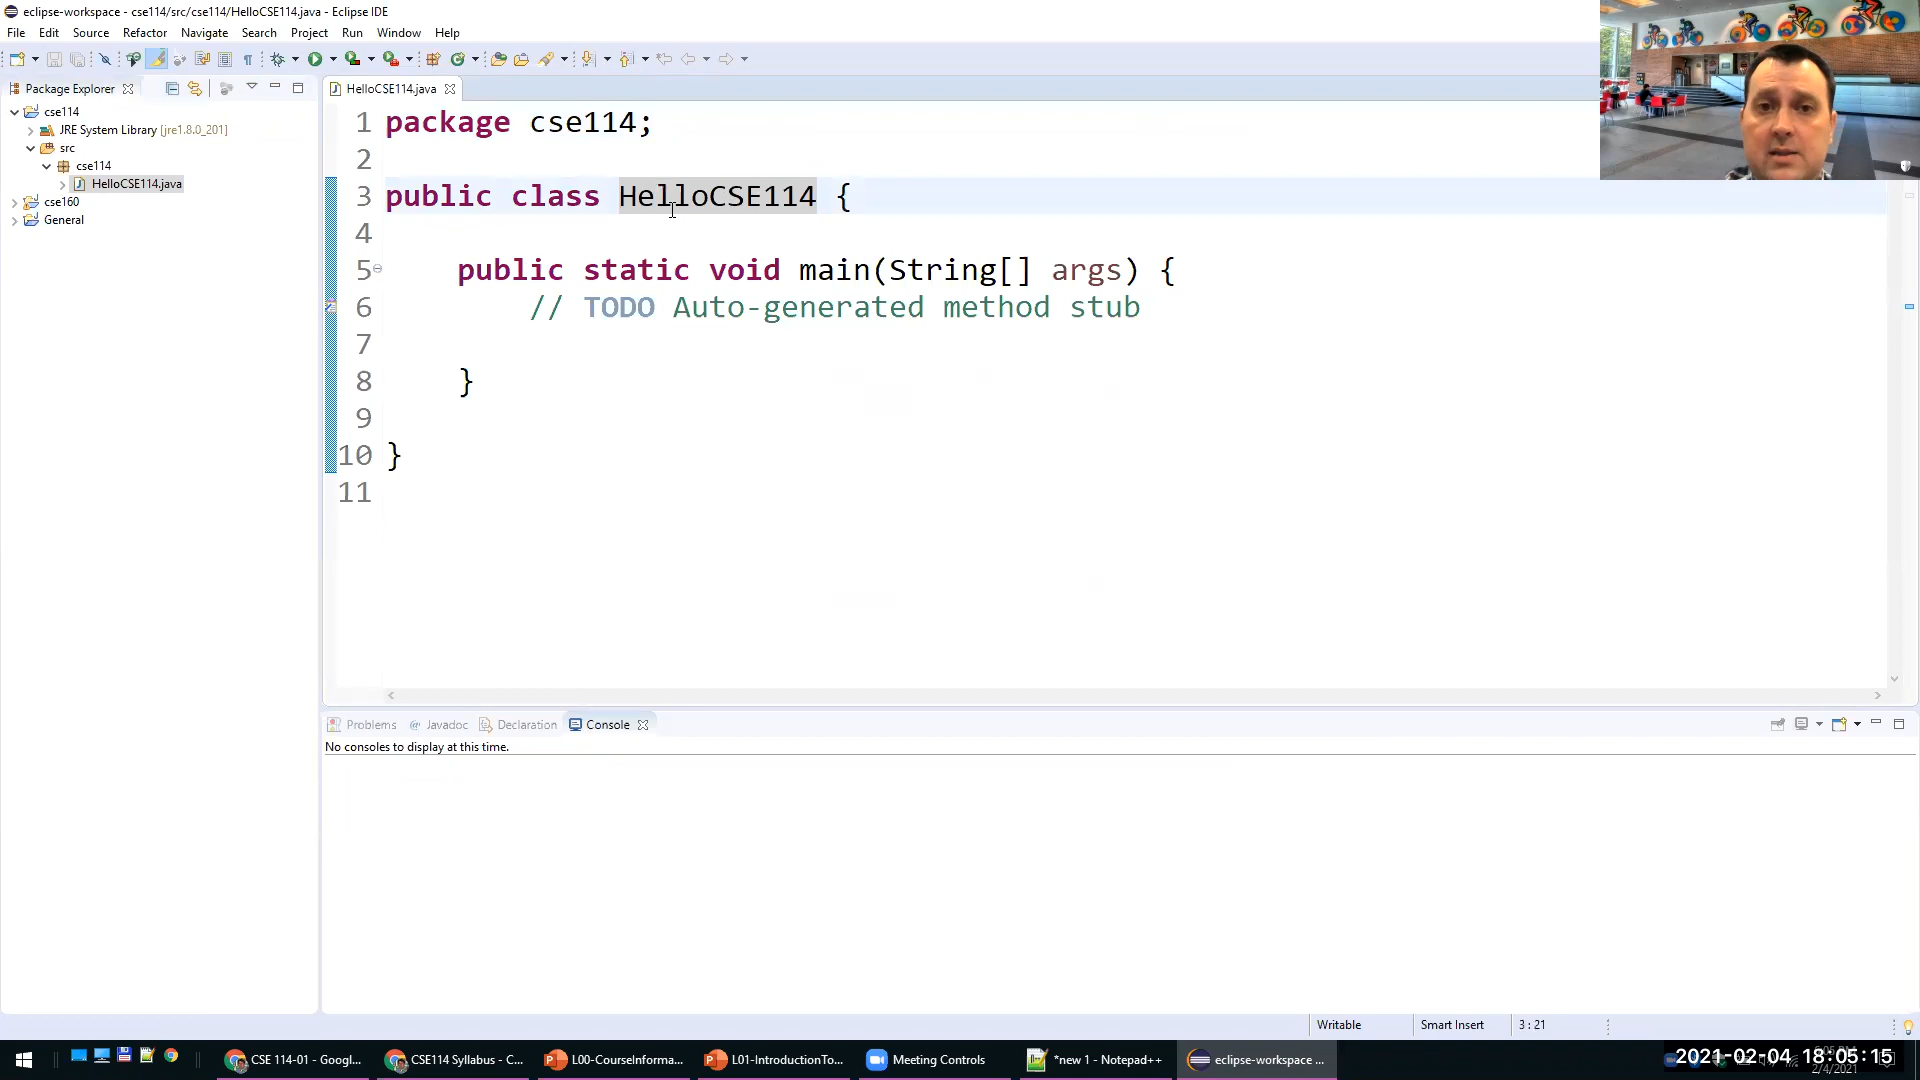 eclipse-workspace - cse114/src/cse114/HelloCSE114.java - Eclipse IDE
File Edit Source Refactor Navigate Search Project Run Window Help
Package Explorer
cse114
JRE System Library [jre1.8.0_201]
src
cse114
HelloCSE114.java
cse160
General
HelloCSE114.java
1 package cse114;
2
3 public class HelloCSE114 {
4
5 public static void main(String[] args) {
6 // TODO Auto-generated method stub
7
8 }
9
10 }
11
Problems @ Javadoc Declaration Console
No consoles to display at this time.
Writable Smart Insert 3 : 21
CSE 114-01 - Googl... CSE114 Syllabus - C... L00-CourseInforma... L01-IntroductionTo... Meeting Controls *new 1 - Notepad++ eclipse-workspace ...
2021-02-04 18:05:15
2/4/2021